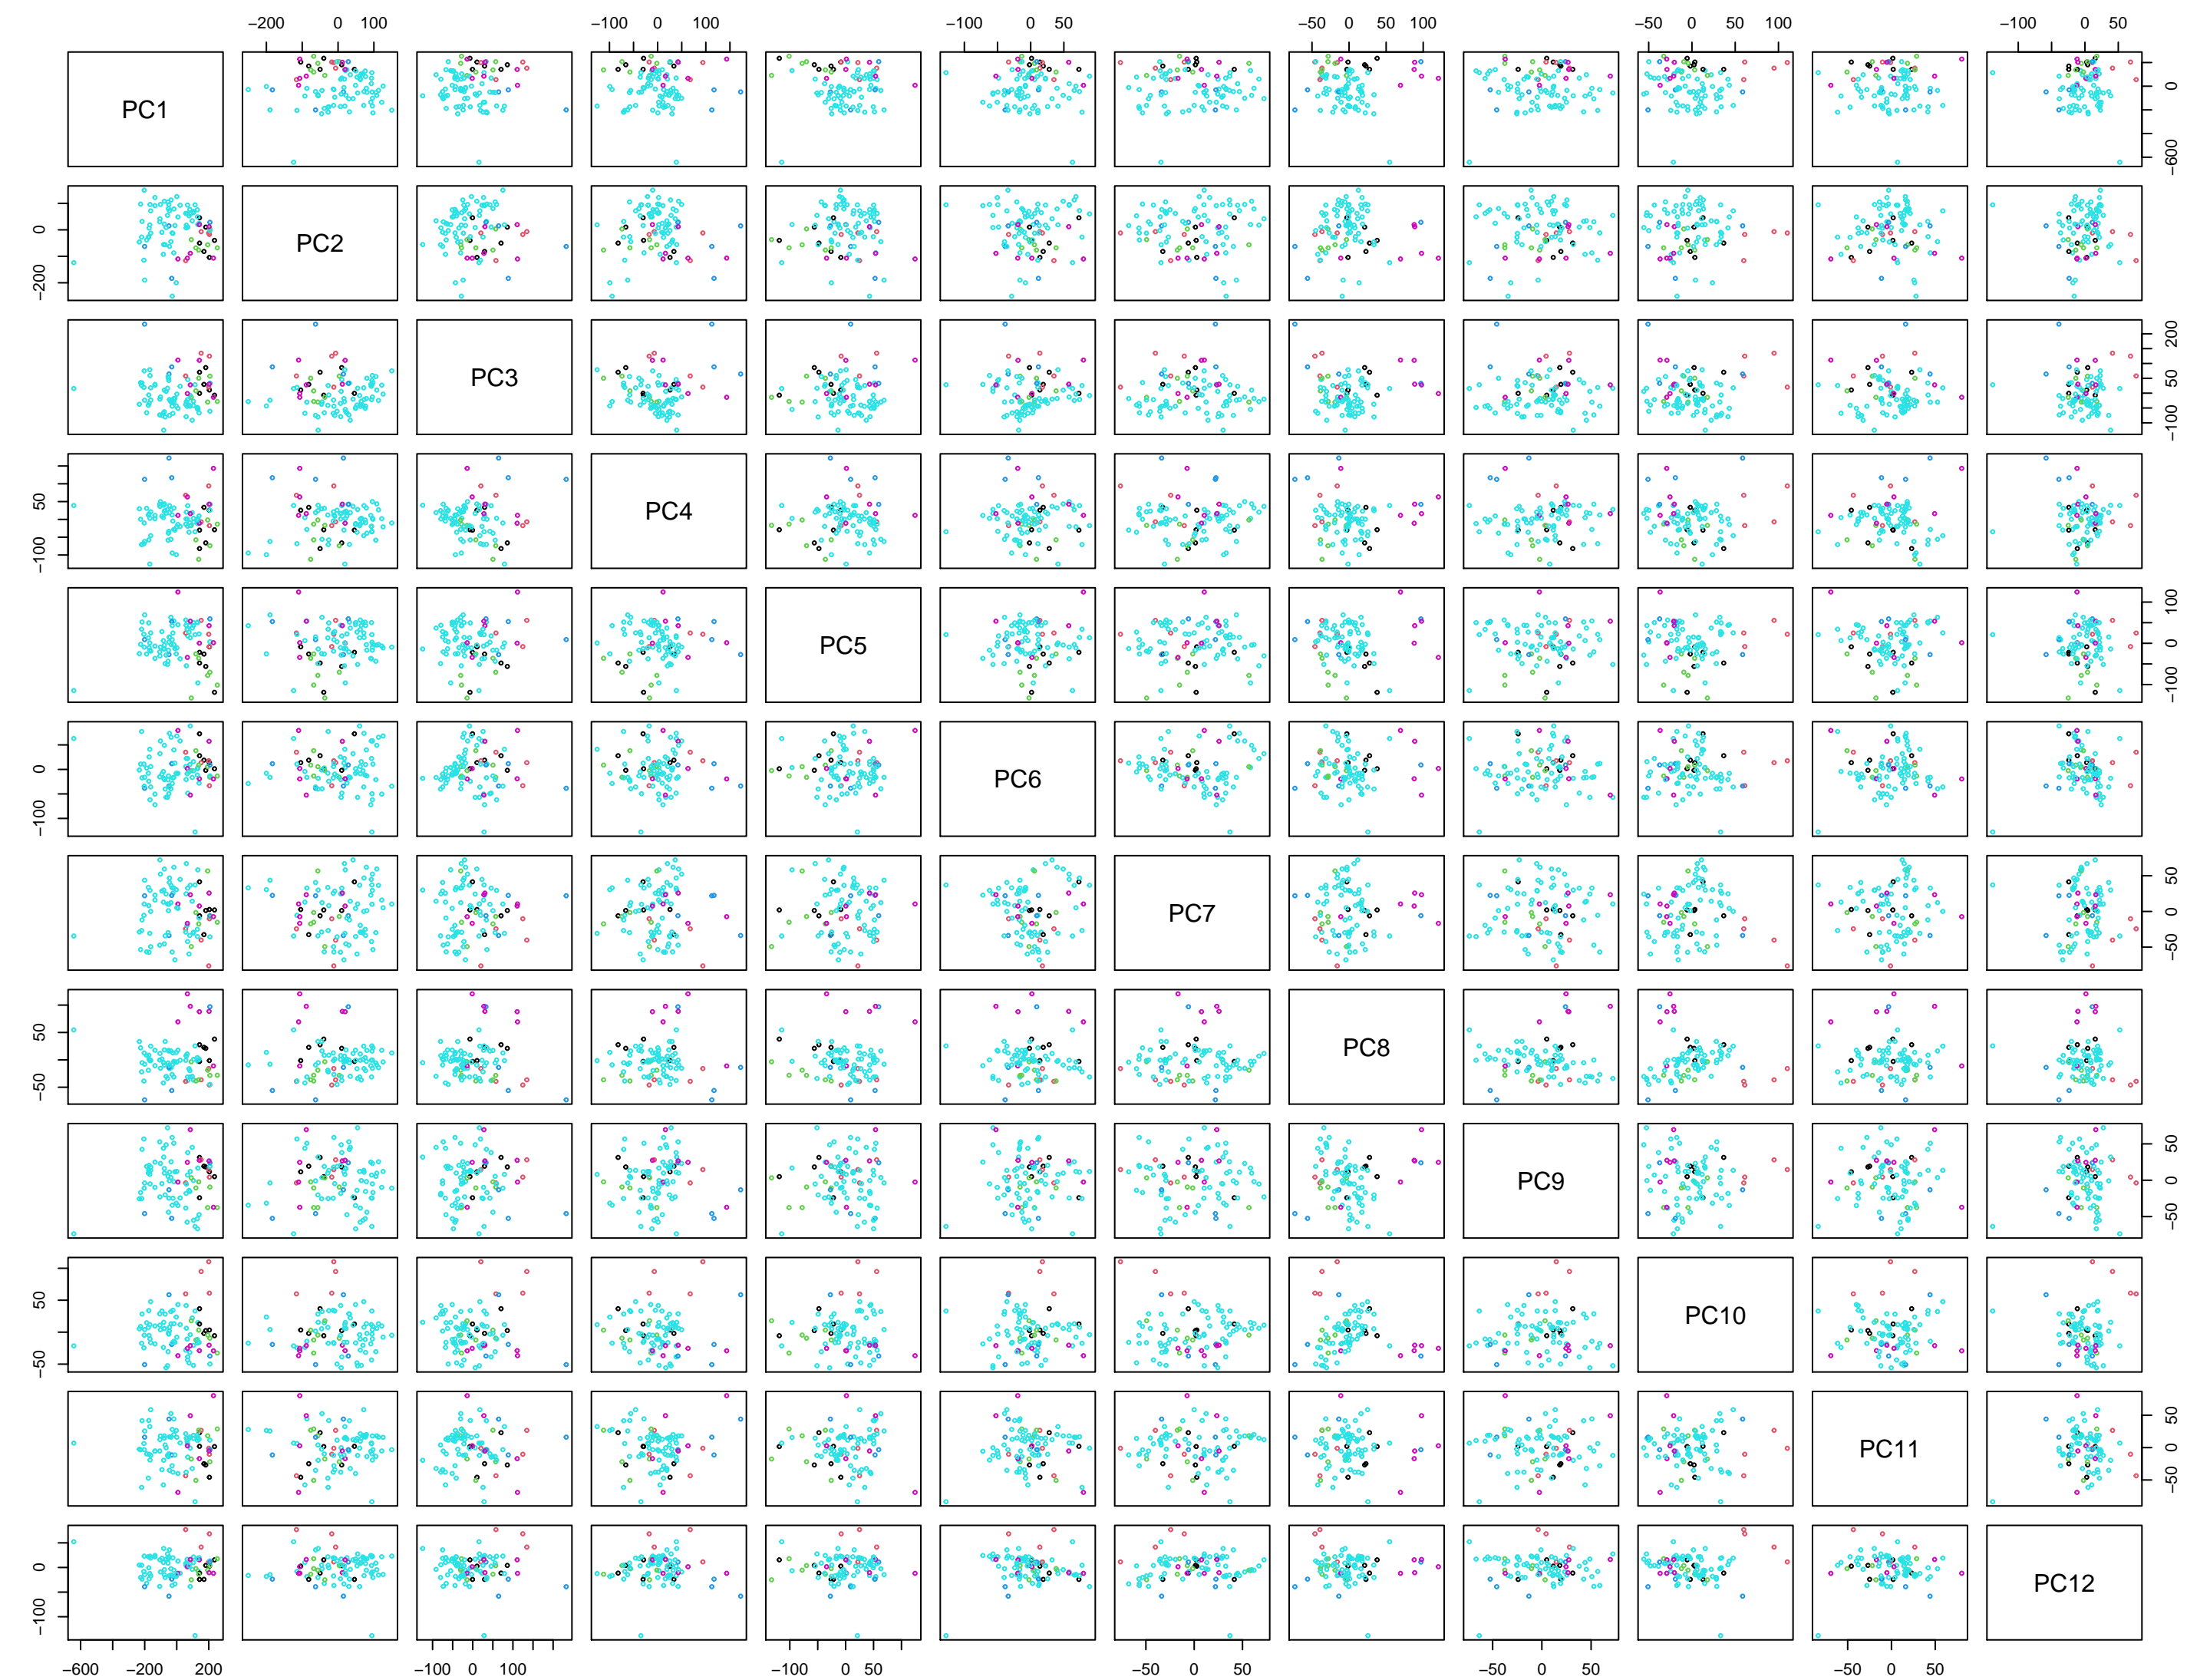 −200 0 100 −100 0 100 −100 0 50 −50 0 50 100 −50 0 50 100 −100 0 50
PC1
−600 0
PC2
−200 0
PC3
−100 50 200
PC4
−100 50
PC5
−100 0 50 100
PC6
−100 0
PC7
−50 0 50
PC8
−50 50
PC9
−50 0 50
PC10
−50 50
PC11
−50 0 50
PC12
−100 0
−600 −200 200 −100 0 100 −100 0 50 −50 0 50 −50 0 50 −50 0 50